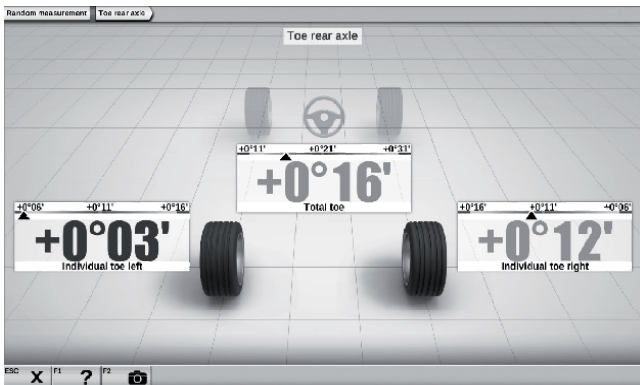 Random measurement Toe rear axle
Toe rear axle
+0°11' +0°21' +0°31'
+0°16'
Total toe
+0°06' +0°11' +0°16'
+0°03'
Individual toe left
+0°16' +0°11' +0°06'
+0°12'
Individual toe right
ESC X F1 ? F2